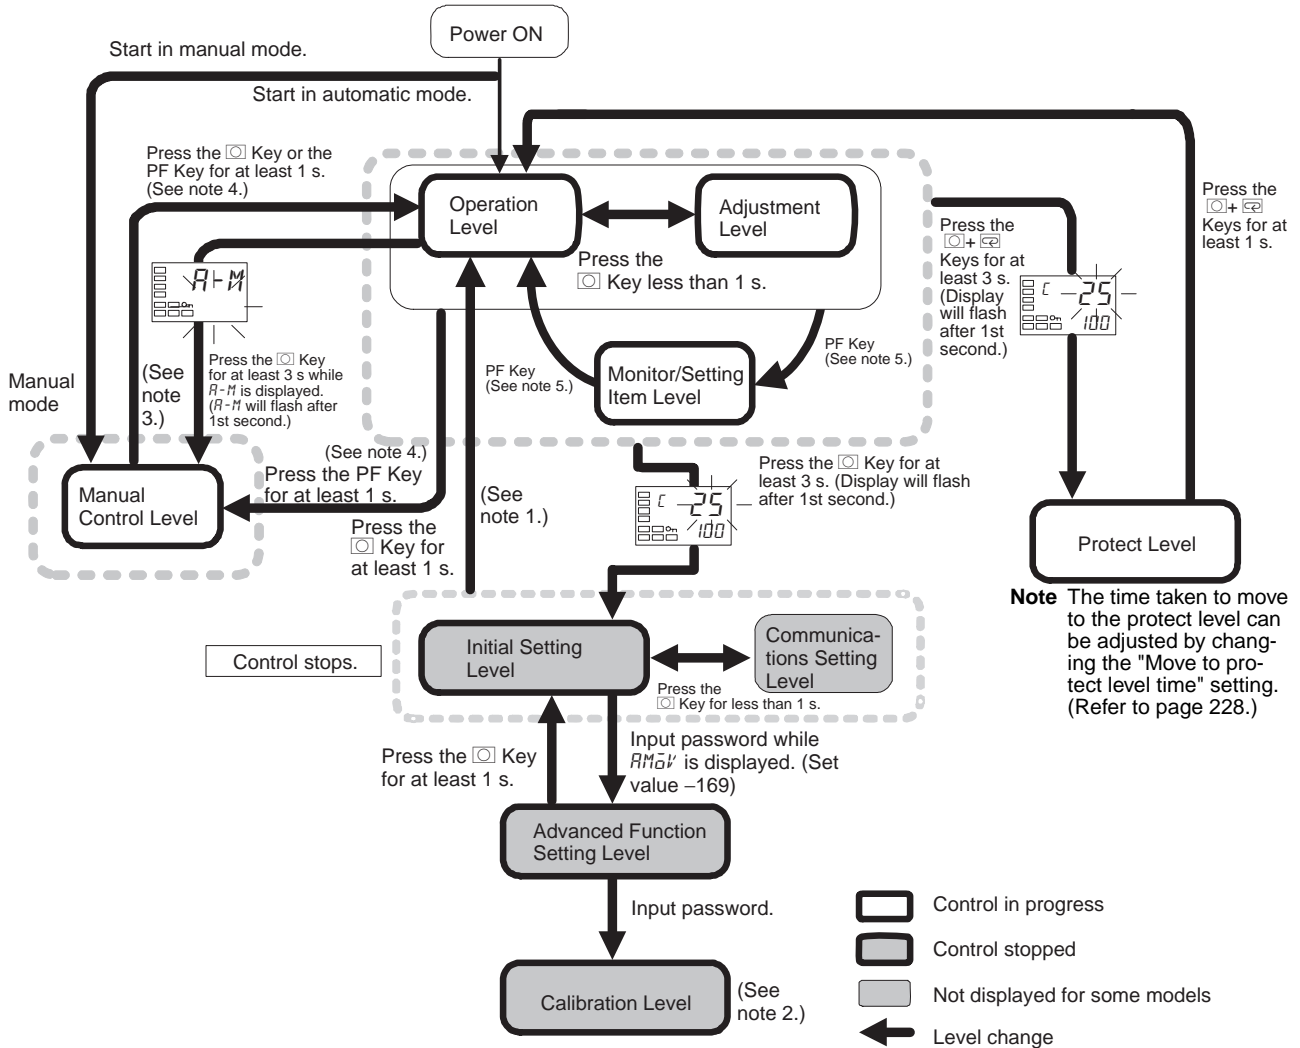 Power ON
Start in manual mode.
Start in automatic mode.
Press the Key or the
PF Key for at least 1 s.
(See note 4.)
Operation
Level
Adjustment
Level
Press the
Key less than 1 s.
Press the
+
Keys for at
least 3 s.
(Display
will flash
after 1st
second.)
Press the
+
Keys for at
least 1 s.
A-M
C 25
100
Manual
mode
(See
note
3.)
Press the Key
for at least 3 s while
A-M is displayed.
(A-M will flash after
1st second.)
PF Key
(See note 5.)
Monitor/Setting
Item Level
PF Key
(See note 5.)
Manual
Control Level
(See note 4.)
Press the PF Key
for at least 1 s.
Press the
Key for
at least 1 s.
(See
note 1.)
C 25
100
Press the Key for at
least 3 s. (Display will flash
after 1st second.)
Protect Level
Note The time taken to move
to the protect level can
be adjusted by chang-
ing the "Move to pro-
tect level time" setting.
(Refer to page 228.)
Control stops.
Initial Setting
Level
Communica-
tions Setting
Level
Press the
Key for less than 1 s.
Press the Key
for at least 1 s.
Input password while
is displayed. (Set
value –169)
Advanced Function
Setting Level
Input password.
Calibration Level
(See
note 2.)
Control in progress
Control stopped
Not displayed for some models
Level change